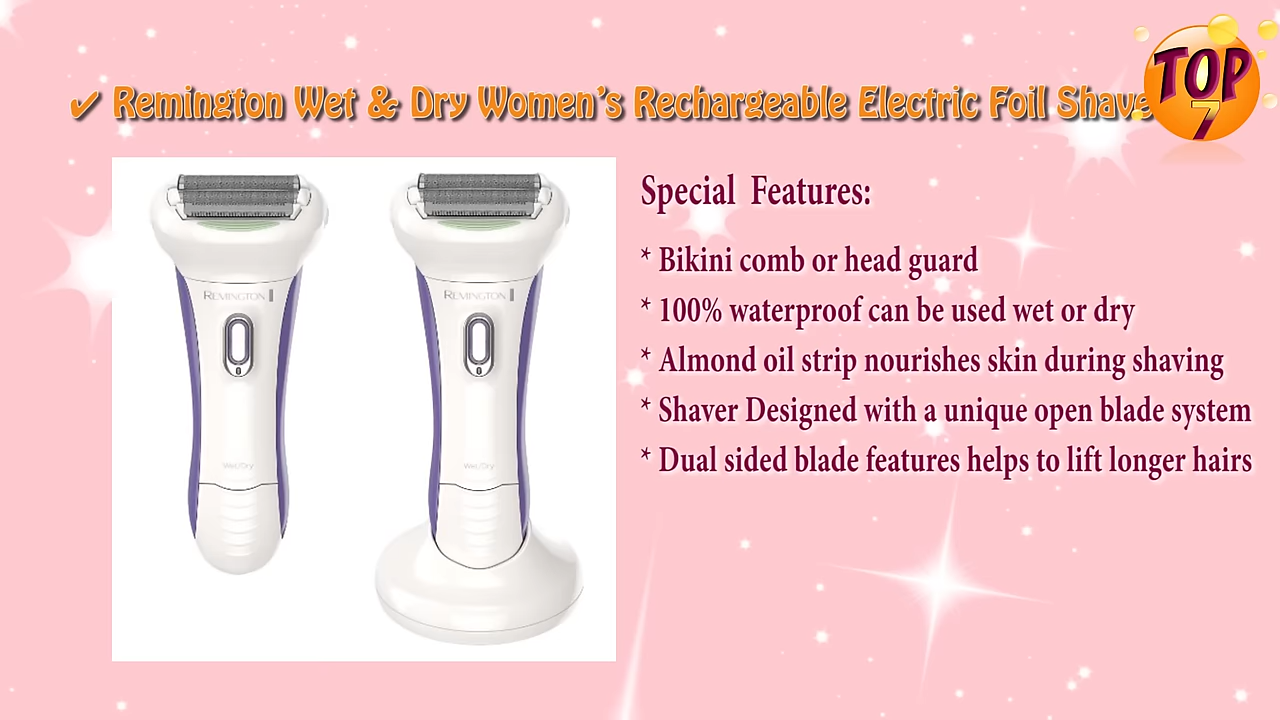 ✔ Remington Wet & Dry Women's Rechargeable Electric Foil Shave
TOP
7
Special Features:
* Bikini comb or head guard
* 100% waterproof can be used wet or dry
* Almond oil strip nourishes skin during shaving
* Shaver Designed with a unique open blade system
* Dual sided blade features helps to lift longer hairs
REMINGTON
REMINGTON
Wet/Dry
Wet/Dry